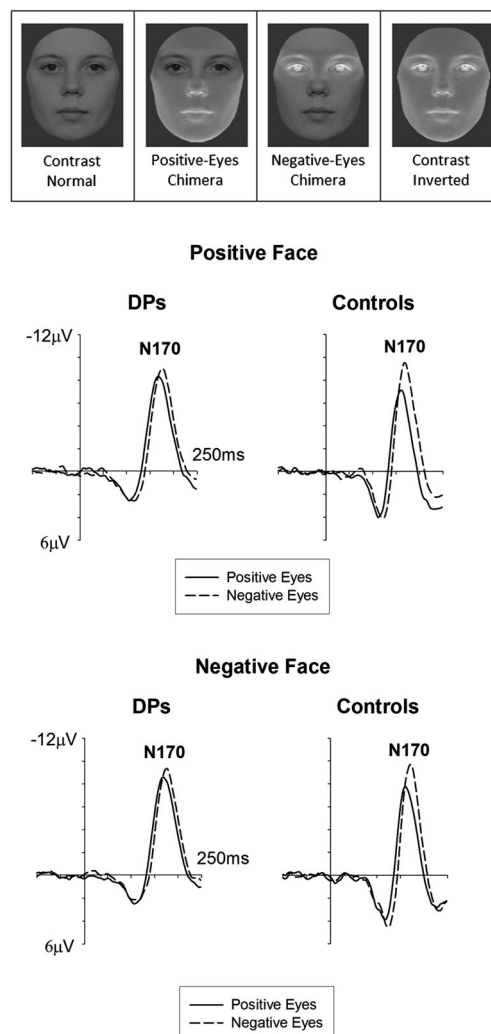 Contrast Normal
Positive-Eyes Chimera
Negative-Eyes Chimera
Contrast Inverted
Positive Face
DPs
Controls
-12µV
N170
N170
250ms
6µV
Positive Eyes
Negative Eyes
Negative Face
DPs
Controls
-12µV
N170
N170
250ms
6µV
Positive Eyes
Negative Eyes